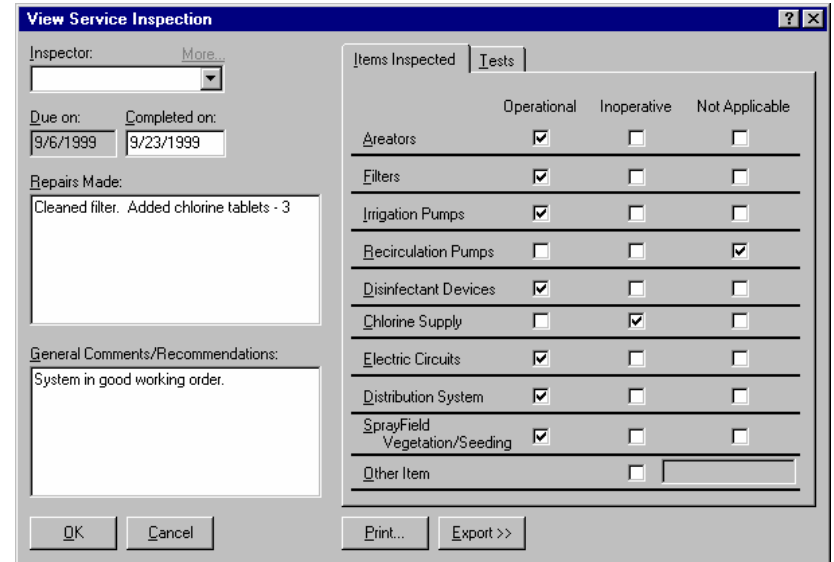 View Service Inspection
Inspector: More...
Due on: Completed on:
9/6/1999 9/23/1999
Repairs Made:
Cleaned filter. Added chlorine tablets - 3
General Comments/Recommendations:
System in good working order.
OK Cancel
Items Inspected Tests
Operational Inoperative Not Applicable
Areators
Filters
Irrigation Pumps
Recirculation Pumps
Disinfectant Devices
Chlorine Supply
Electric Circuits
Distribution System
SprayField
Vegetation/Seeding
Other Item
Print... Export >>